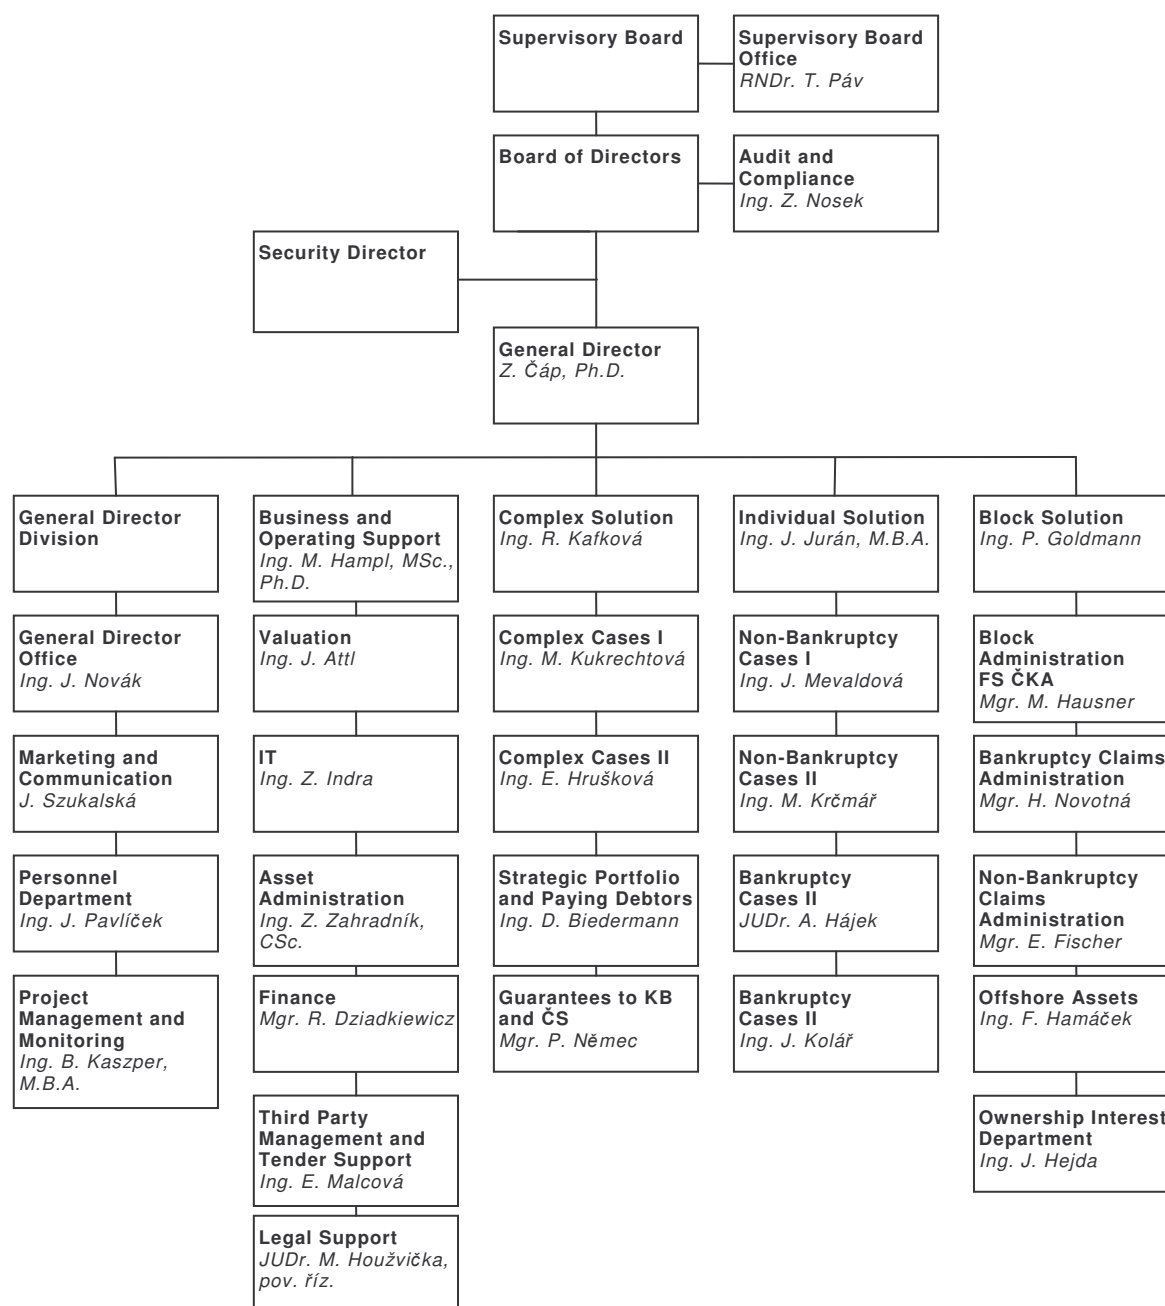 Supervisory Board
Supervisory Board
Office
RNDr. T. Páv
Board of Directors
Audit and
Compliance
Ing. Z. Nosek
Security Director
General Director
Z. Čáp, Ph.D.
General Director
Division
Business and
Operating Support
Ing. M. Hampl, MSc.,
Ph.D.
Complex Solution
Ing. R. Kafková
Individual Solution
Ing. J. Jurán, M.B.A.
Block Solution
Ing. P. Goldmann
General Director
Office
Ing. J. Novák
Valuation
Ing. J. Attl
Complex Cases I
Ing. M. Kukrechtová
Non-Bankruptcy
Cases I
Ing. J. Mevaldová
Block
Administration
FS ČKA
Mgr. M. Hausner
Marketing and
Communication
J. Szukalská
IT
Ing. Z. Indra
Complex Cases II
Ing. E. Hrušková
Non-Bankruptcy
Cases II
Ing. M. Krčmář
Bankruptcy Claims
Administration
Mgr. H. Novotná
Personnel
Department
Ing. J. Pavlíček
Asset
Administration
Ing. Z. Zahradník,
CSc.
Strategic Portfolio
and Paying Debtors
Ing. D. Biedermann
Bankruptcy
Cases II
JUDr. A. Hájek
Non-Bankruptcy
Claims
Administration
Mgr. E. Fischer
Project
Management and
Monitoring
Ing. B. Kaszper,
M.B.A.
Finance
Mgr. R. Dziadkiewicz
Guarantees to KB
and ČS
Mgr. P. Němec
Bankruptcy
Cases II
Ing. J. Kolář
Offshore Assets
Ing. F. Hamáček
Third Party
Management and
Tender Support
Ing. E. Malcová
Ownership Interest
Department
Ing. J. Hejda
Legal Support
JUDr. M. Houžvička,
pov. říz.